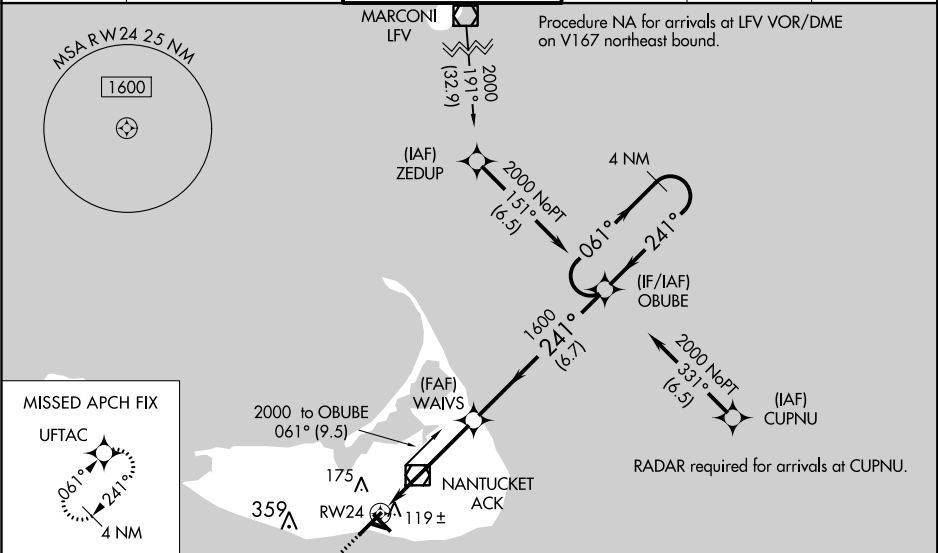 MARCONI
LFV
Procedure NA for arrivals at LFV VOR/DME
on V167 northeast bound.
MSA RW24 25 NM
1600
2000
191°
(32.9)
(IAF)
ZEDUP
2000 NoPT
151°
(6.5)
4 NM
061°
241°
(IF/IAF)
OBUBE
1600
241°
(6.7)
2000 NoPT
331°
(6.5)
(IAF)
CUPNU
(FAF)
WAIVS
2000 to OBUBE
061° (9.5)
RADAR required for arrivals at CUPNU.
MISSED APCH FIX
UFTAC
061°
241°
4 NM
175
NANTUCKET
ACK
359
RW24
119 ±